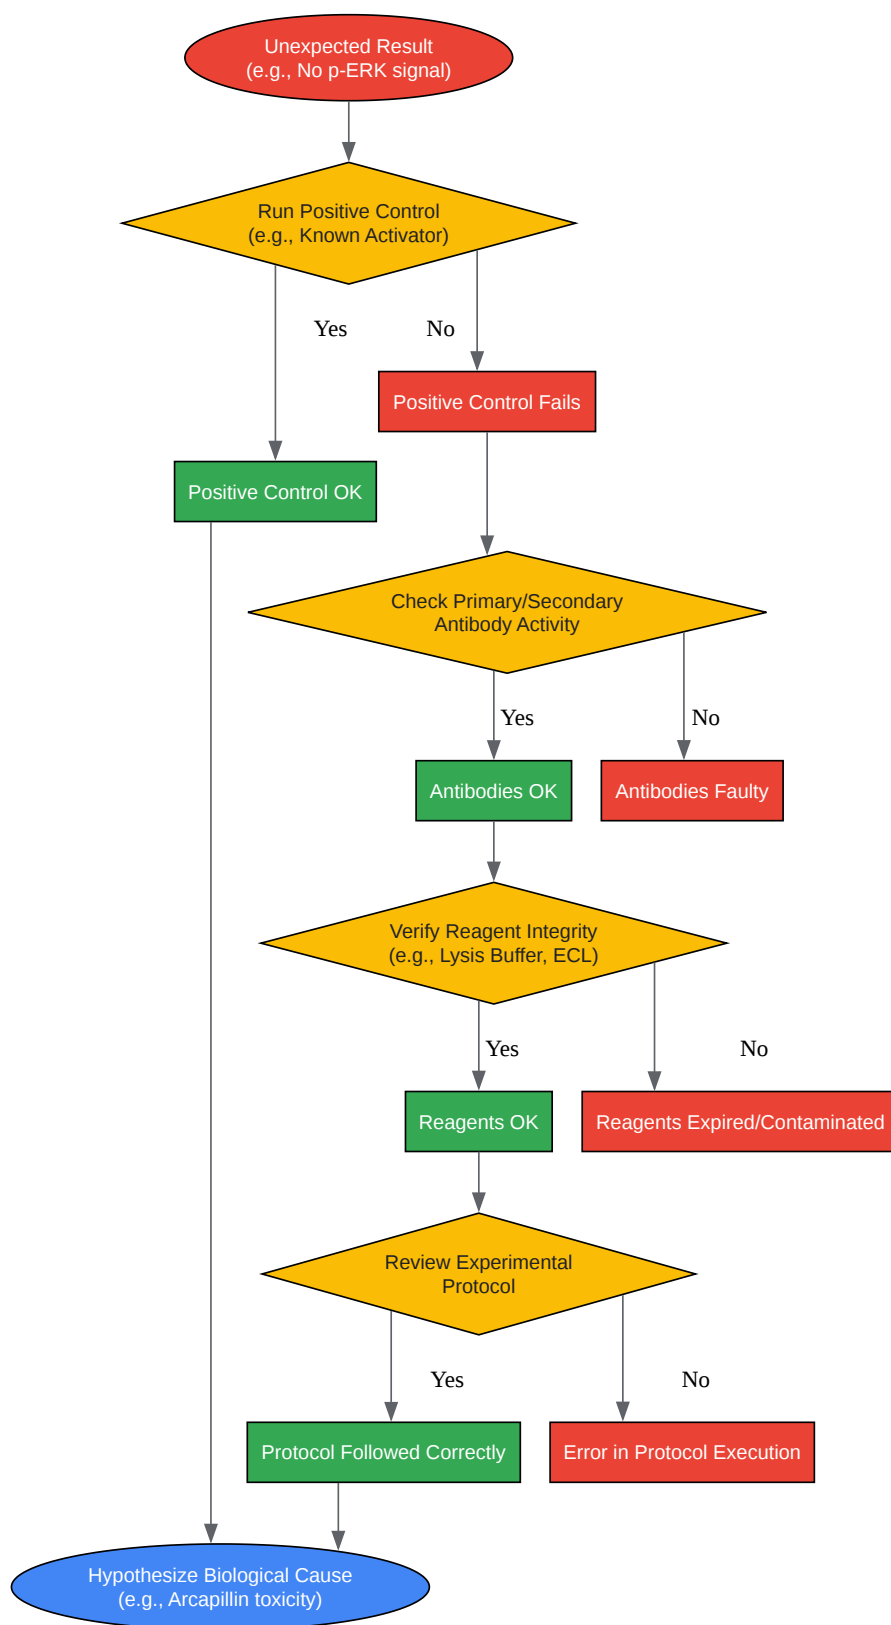 Unexpected Result
(e.g., No p-ERK signal)
Run Positive Control
(e.g., Known Activator)
Yes
No
Positive Control Fails
Positive Control OK
Check Primary/Secondary
Antibody Activity
Yes
No
Antibodies OK
Antibodies Faulty
Verify Reagent Integrity
(e.g., Lysis Buffer, ECL)
Yes
No
Reagents OK
Reagents Expired/Contaminated
Review Experimental
Protocol
Yes
No
Protocol Followed Correctly
Error in Protocol Execution
Hypothesize Biological Cause
(e.g., Arcapillin toxicity)